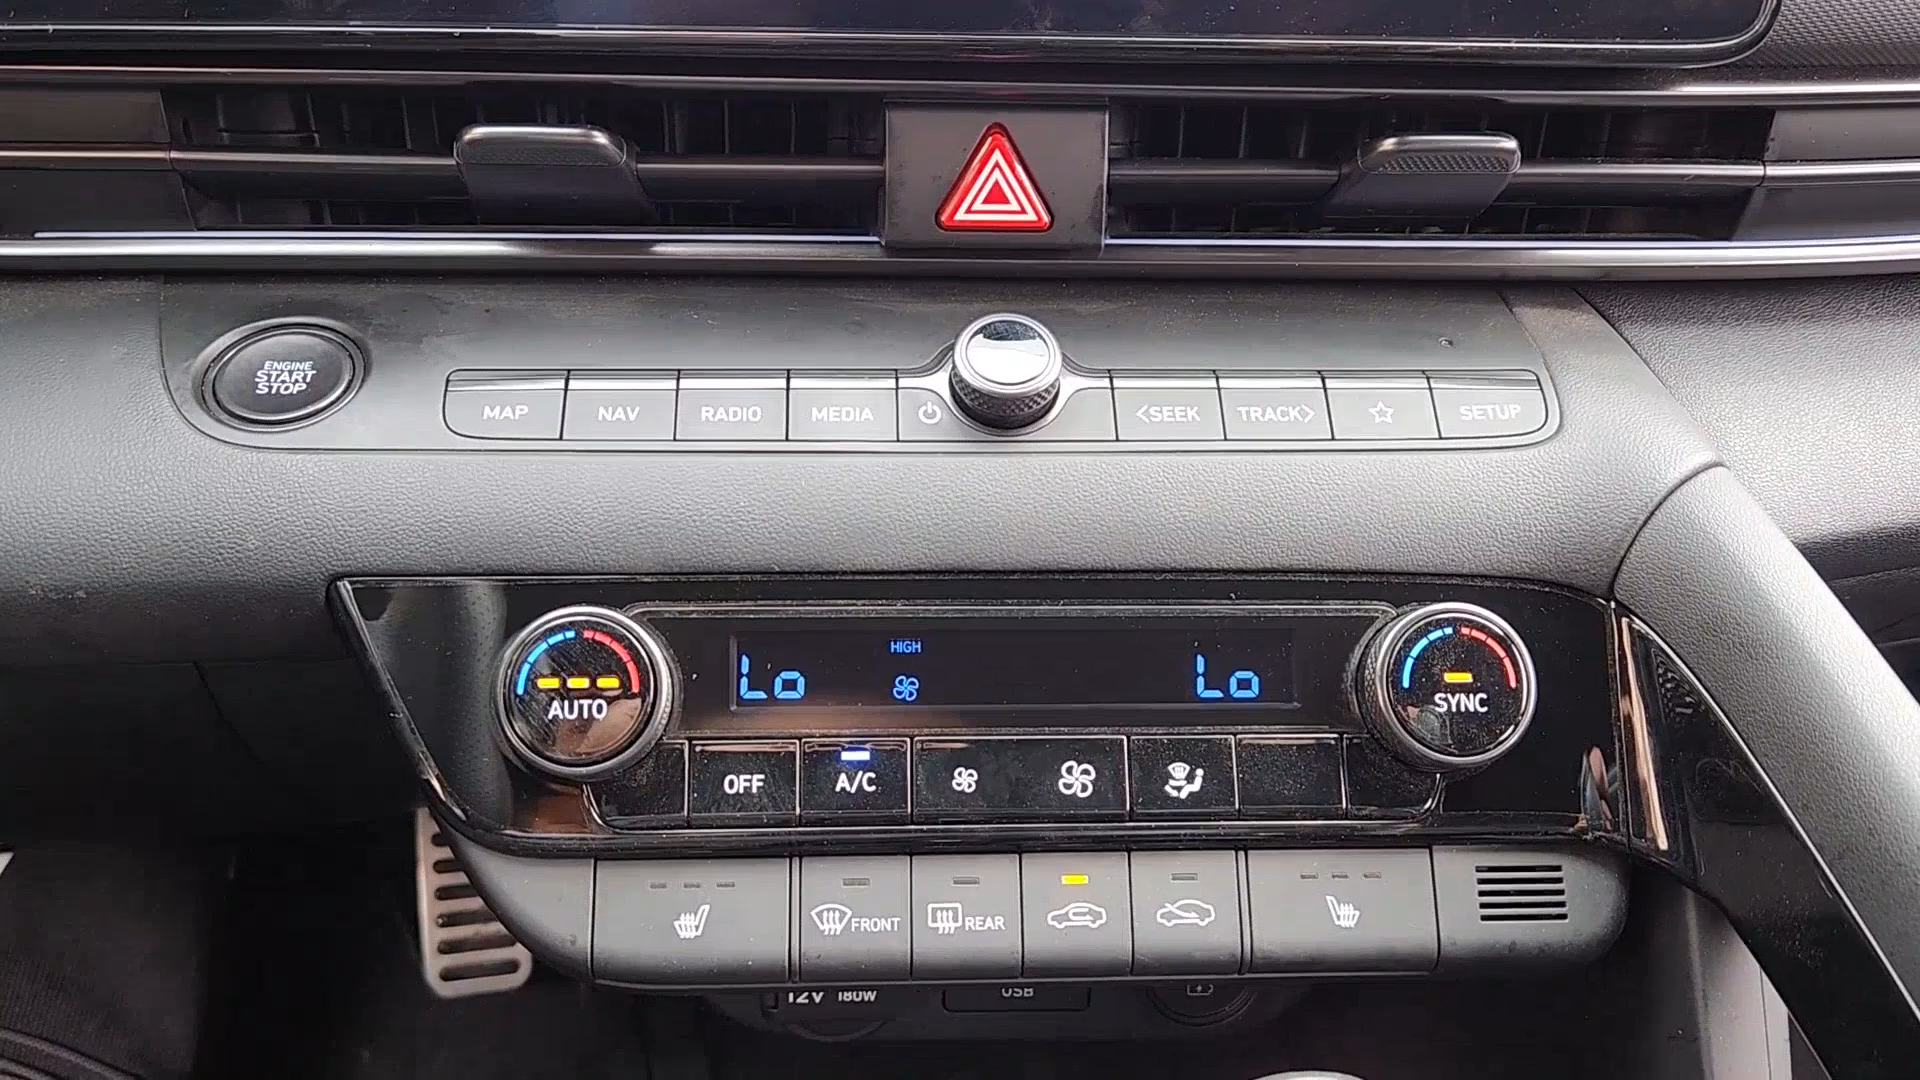 ENGINE
START
STOP
MAP
NAV
RADIO
MEDIA
<SEEK
TRACK>
SETUP
HIGH
Lo
Lo
AUTO
SYNC
OFF
A/C
FRONT
REAR
12V 180W
USB